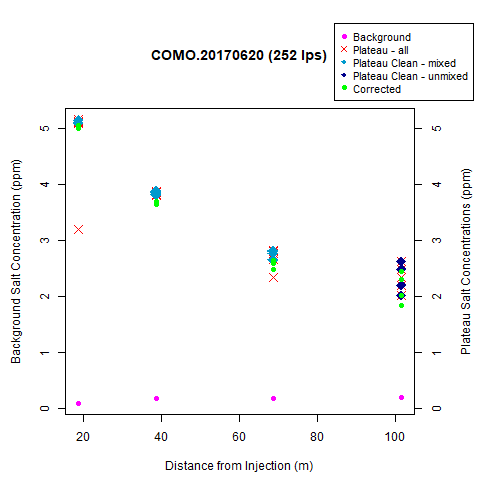 COMO.20170620 (252 lps)
Background
Plateau - all
Plateau Clean - mixed
Plateau Clean - unmixed
Corrected
Background Salt Concentration (ppm)
5
4
3
2
1
0
5
4
3
2
1
0
Plateau Salt Concentrations (ppm)
20 40 60 80 100
Distance from Injection (m)